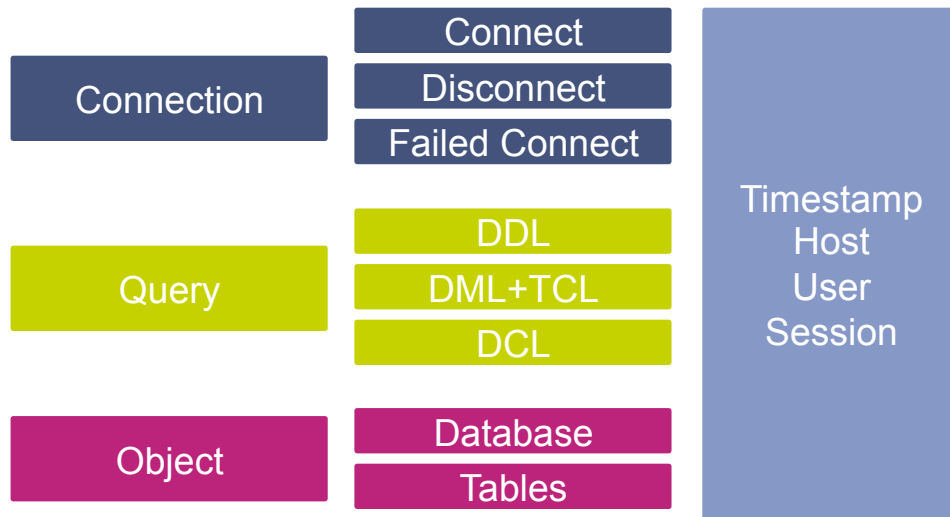 Connection
Connect
Disconnect
Failed Connect
Query
DDL
DML+TCL
DCL
Object
Database
Tables
Timestamp
Host
User
Session